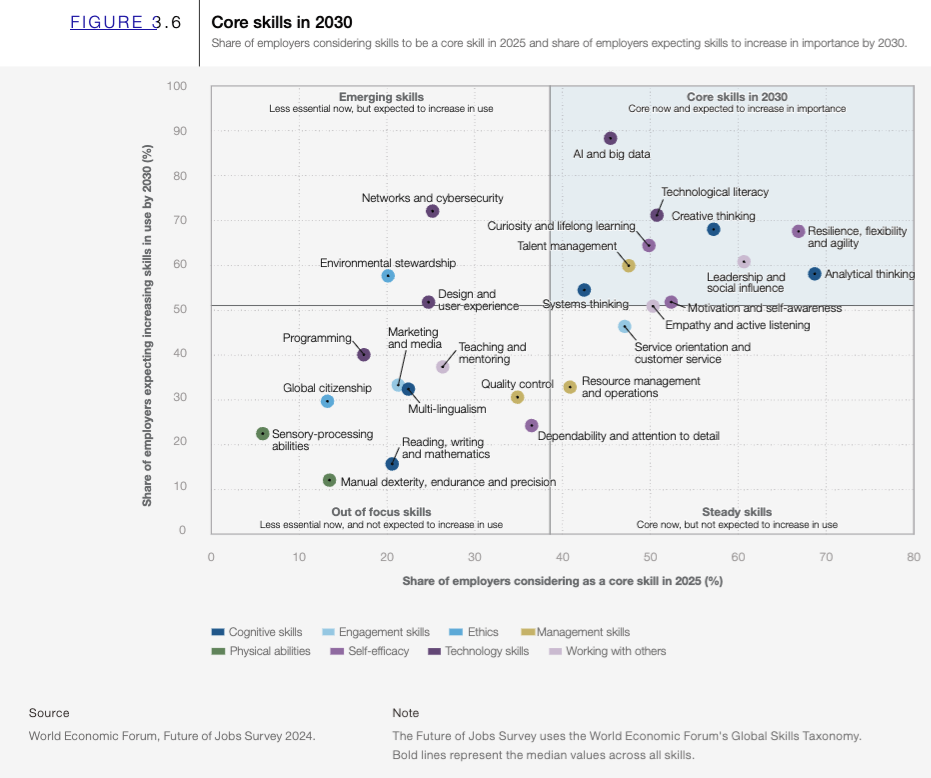 FIGURE 3.6
Core skills in 2030
Share of employers considering skills to be a core skill in 2025 and share of employers expecting skills to increase in importance by 2030.
Share of employers expecting increasing skills in use by 2030 (%)
100
90
80
70
60
50
40
30
20
10
0
Emerging skills
Less essential now, but expected to increase in use
Core skills in 2030
Core now and expected to increase in importance
AI and big data
Technological literacy
Networks and cybersecurity
Creative thinking
Curiosity and lifelong learning
Resilience, flexibility
and agility
Talent management
Environmental stewardship
Leadership and
social influence
Analytical thinking
Design and
user experience
Systems thinking
Motivation and self-awareness
Empathy and active listening
Programming
Marketing
and media
Teaching and
mentoring
Service orientation and
customer service
Global citizenship
Quality control
Resource management
and operations
Multi-lingualism
Sensory-processing
abilities
Reading, writing
and mathematics
Dependability and attention to detail
Manual dexterity, endurance and precision
Out of focus skills
Less essential now, and not expected to increase in use
Steady skills
Core now, but not expected to increase in use
0 10 20 30 40 50 60 70 80
Share of employers considering as a core skill in 2025 (%)
Cognitive skills Engagement skills Ethics Management skills
Physical abilities Self-efficacy Technology skills Working with others
Source
World Economic Forum, Future of Jobs Survey 2024.
Note
The Future of Jobs Survey uses the World Economic Forum's Global Skills Taxonomy.
Bold lines represent the median values across all skills.